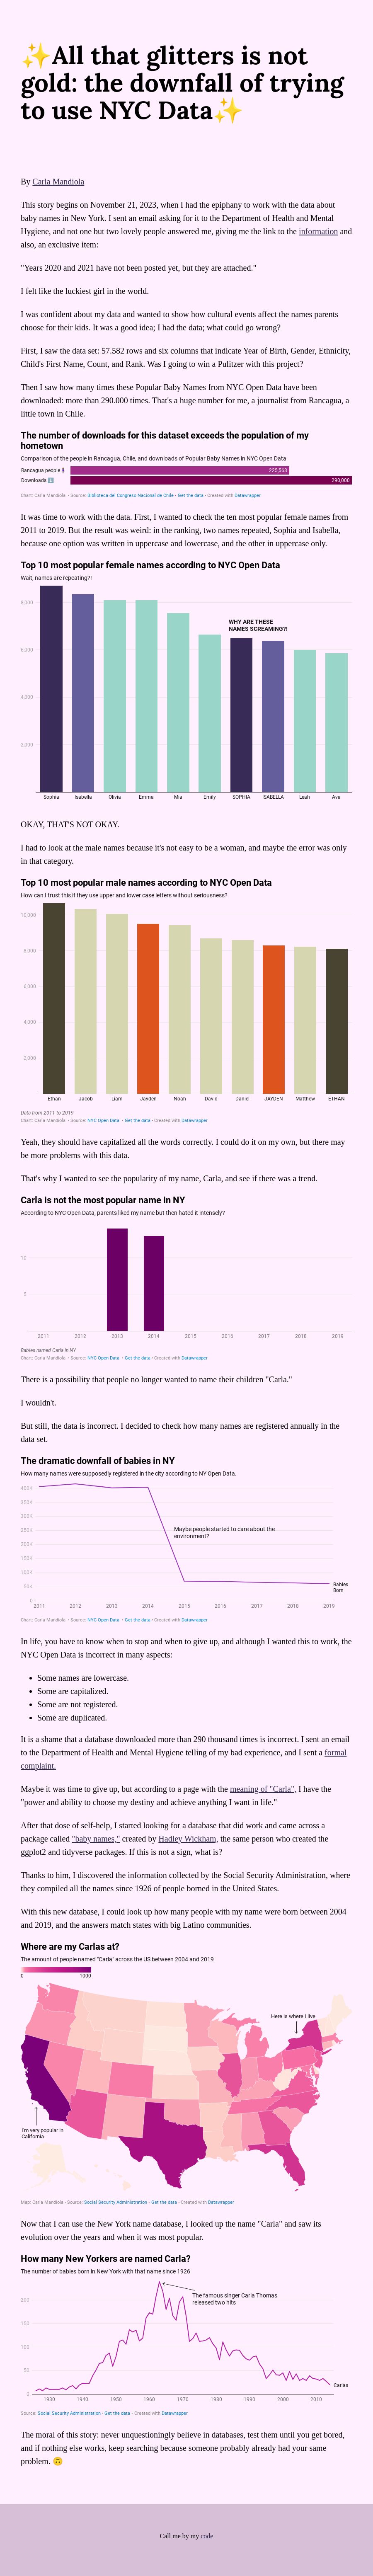 ✨All that glitters is not
gold: the downfall of trying
to use NYC Data✨
By Carla Mandiola
This story begins on November 21, 2023, when I had the epiphany to work with the data about
baby names in New York. I sent an email asking for it to the Department of Health and Mental
Hygiene, and not one but two lovely people answered me, giving me the link to the information and
also, an exclusive item:
"Years 2020 and 2021 have not been posted yet, but they are attached."
I felt like the luckiest girl in the world.
I was confident about my data and wanted to show how cultural events affect the names parents
choose for their kids. It was a good idea; I had the data; what could go wrong?
First, I saw the data set: 57.582 rows and six columns that indicate Year of Birth, Gender, Ethnicity,
Child's First Name, Count, and Rank. Was I going to win a Pulitzer with this project?
Then I saw how many times these Popular Baby Names from NYC Open Data have been
downloaded: more than 290.000 times. That's a huge number for me, a journalist from Rancagua, a
little town in Chile.
The number of downloads for this dataset exceeds the population of my
hometown
Comparison of the people in Rancagua, Chile, and downloads of Popular Baby Names in NYC Open Data
Rancagua people 225,563
Downloads ⬇️ 290,000
Chart: Carla Mandiola • Source: Biblioteca del Congreso Nacional de Chile • Get the data • Created with Datawrapper
It was time to work with the data. First, I wanted to check the ten most popular female names from
2011 to 2019. But the result was weird: in the ranking, two names repeated, Sophia and Isabella,
because one option was written in uppercase and lowercase, and the other in uppercase only.
Top 10 most popular female names according to NYC Open Data
Wait, names are repeating?!
8,000
WHY ARE THESE
NAMES SCREAMING?!
6,000
4,000
2,000
Sophia Isabella Olivia Emma Mia Emily SOPHIA ISABELLA Leah Ava
OKAY, THAT'S NOT OKAY.
I had to look at the male names because it's not easy to be a woman, and maybe the error was only
in that category.
Top 10 most popular male names according to NYC Open Data
How can I trust this if they use upper and lower case letters without seriousness?
10,000
8,000
6,000
4,000
2,000
Ethan Jacob Liam Jayden Noah David Daniel JAYDEN Matthew ETHAN
Data from 2011 to 2019
Chart: Carla Mandiola • Source: NYC Open Data • Get the data • Created with Datawrapper
Yeah, they should have capitalized all the words correctly. I could do it on my own, but there may
be more problems with this data.
That's why I wanted to see the popularity of my name, Carla, and see if there was a trend.
Carla is not the most popular name in NY
According to NYC Open Data, parents liked my name but then hated it intensely?
10
5
2011 2012 2013 2014 2015 2016 2017 2018 2019
Babies named Carla in NY
Chart: Carla Mandiola • Source: NYC Open Data • Get the data • Created with Datawrapper
There is a possibility that people no longer wanted to name their children "Carla."
I wouldn't.
But still, the data is incorrect. I decided to check how many names are registered annually in the
data set.
The dramatic downfall of babies in NY
How many names were supposedly registered in the city according to NY Open Data.
400K
350K
300K
250K
Maybe people started to care about the
environment?
200K
150K
100K
50K
Babies
Born
0
2011 2012 2013 2014 2015 2016 2017 2018 2019
Chart: Carla Mandiola • Source: NYC Open Data • Get the data • Created with Datawrapper
In life, you have to know when to stop and when to give up, and although I wanted this to work, the
NYC Open Data is incorrect in many aspects:
• Some names are lowercase.
• Some are capitalized.
• Some are not registered.
• Some are duplicated.
It is a shame that a database downloaded more than 290 thousand times is incorrect. I sent an email
to the Department of Health and Mental Hygiene telling of my bad experience, and I sent a formal
complaint.
Maybe it was time to give up, but according to a page with the meaning of "Carla", I have the
"power and ability to choose my destiny and achieve anything I want in life."
After that dose of self-help, I started looking for a database that did work and came across a
package called "baby names," created by Hadley Wickham, the same person who created the
ggplot2 and tidyverse packages. If this is not a sign, what is?
Thanks to him, I discovered the information collected by the Social Security Administration, where
they compiled all the names since 1926 of people borned in the United States.
With this new database, I could look up how many people with my name were born between 2004
and 2019, and the answers match states with big Latino communities.
Where are my Carlas at?
The amount of people named "Carla" across the US between 2004 and 2019
0 1000
Here is where I live
I'm very popular in
California
Map: Carla Mandiola • Source: Social Security Administration • Get the data • Created with Datawrapper
Now that I can use the New York name database, I looked up the name "Carla" and saw its
evolution over the years and when it was most popular.
How many New Yorkers are named Carla?
The number of babies born in New York with that name since 1926
The famous singer Carla Thomas
released two hits
200
150
100
50
Carlas
0
1930 1940 1950 1960 1970 1980 1990 2000 2010
Source: Social Security Administration • Get the data • Created with Datawrapper
The moral of this story: never unquestioningly believe in databases, test them until you get bored,
and if nothing else works, keep searching because someone probably already had your same
problem. 🙃
Call me by my code